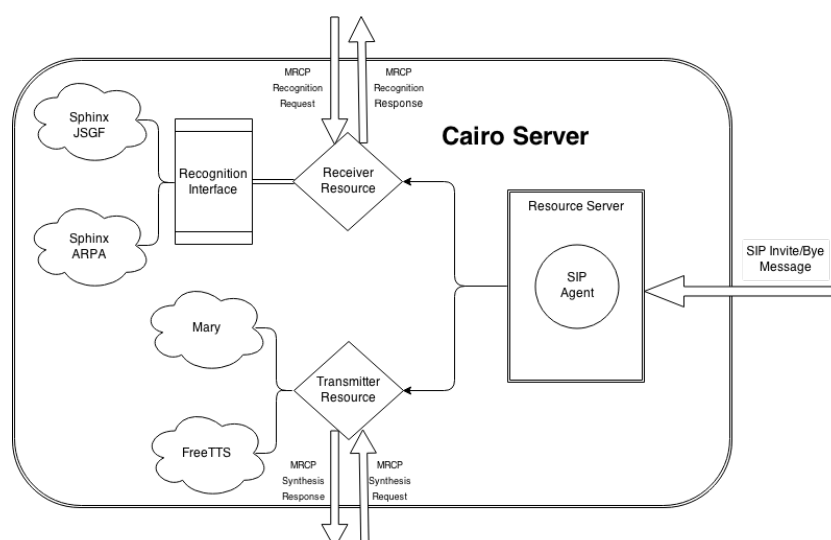 MRCP
Recognition
Request
MRCP
Recognition
Response
Cairo Server
Sphinx
JSGF
Recognition
Interface
Receiver
Resource
Resource Server
SIP
Agent
SIP Invite/Bye
Message
Sphinx
ARPA
Mary
Transmitter
Resource
FreeTTS
MRCP
Synthesis
Response
MRCP
Synthesis
Request